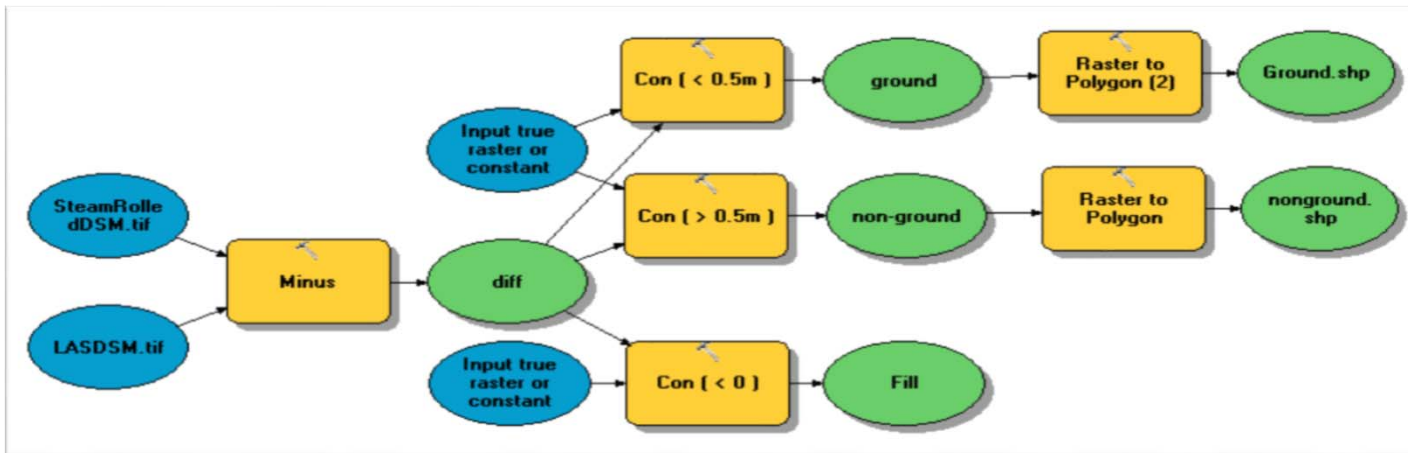 Con ( < 0.5m )
ground
Raster to
Polygon (2)
Ground.shp
Input true
raster or
constant
SteamRolle
dDSM.tif
Con ( > 0.5m )
non-ground
Raster to
Polygon
nonground.
shp
Minus
diff
LASDSM.tif
Input true
raster or
constant
Con ( < 0 )
Fill